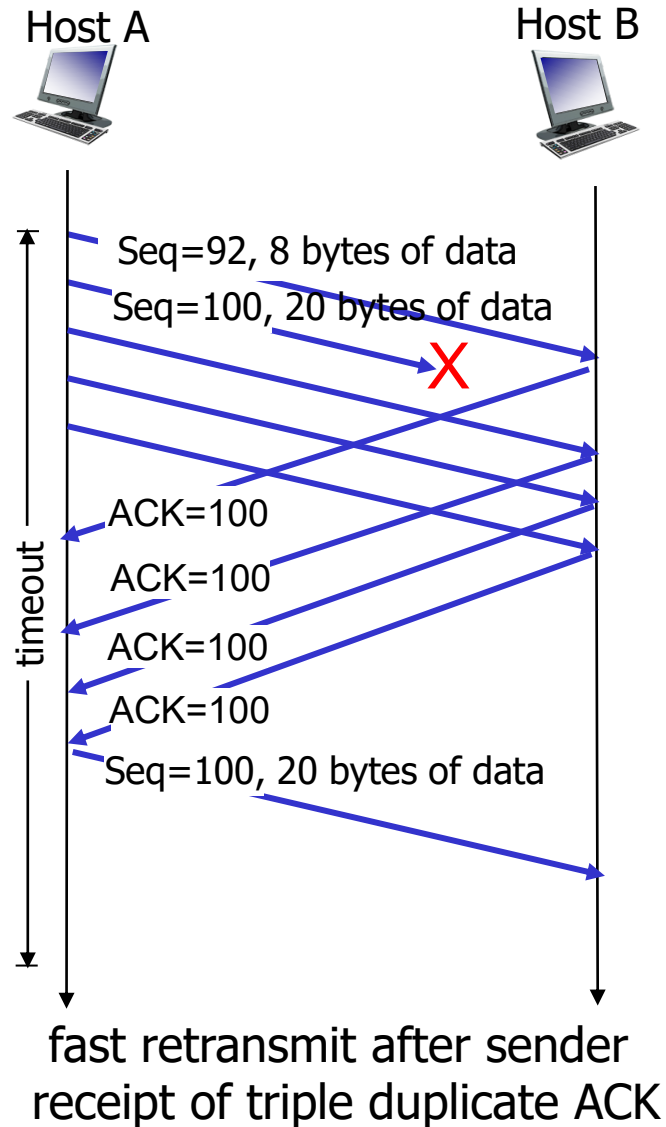 Host A
Host B
Seq=92, 8 bytes of data
Seq=100, 20 bytes of data
X
timeout
ACK=100
ACK=100
ACK=100
ACK=100
Seq=100, 20 bytes of data
fast retransmit after sender
receipt of triple duplicate ACK